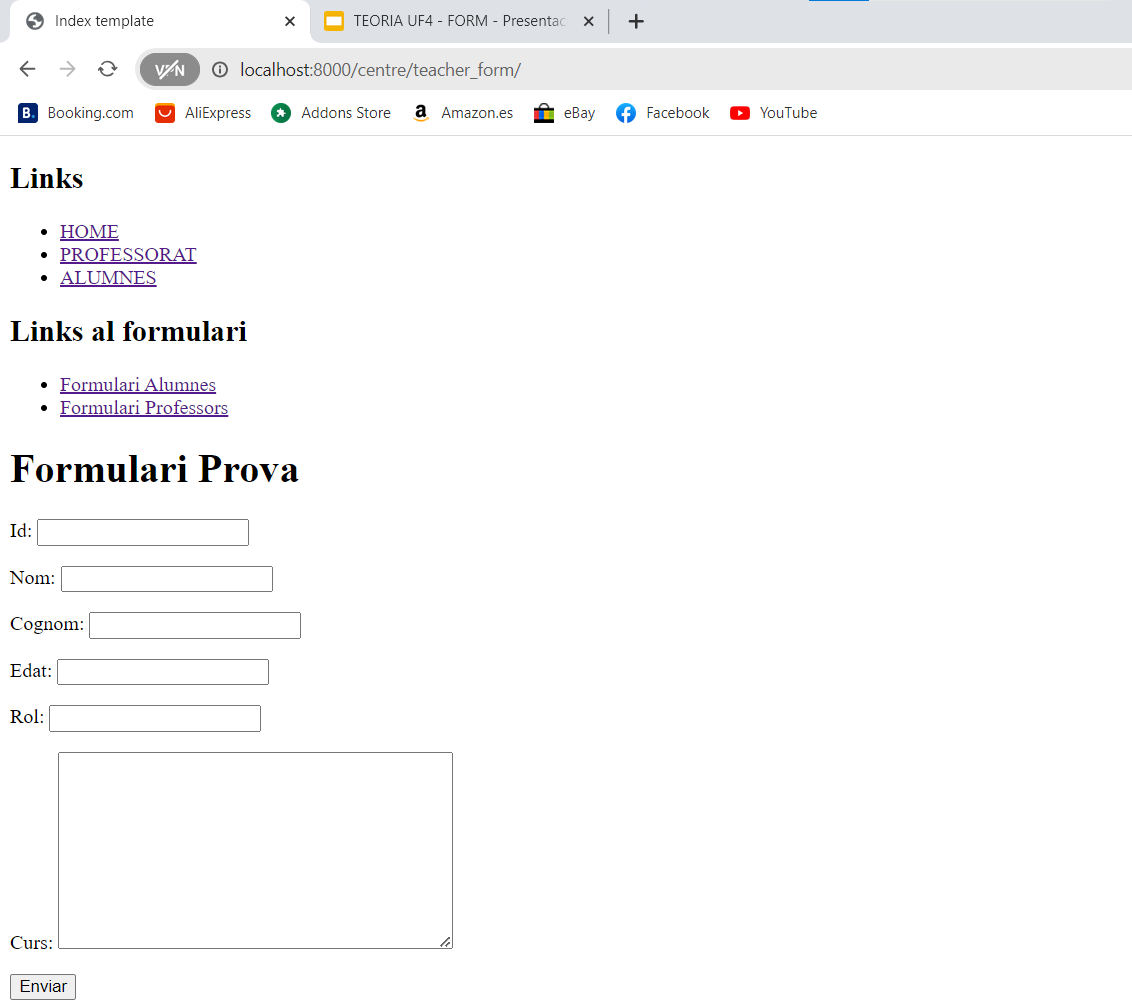 Index template
TEORIA UF4 - FORM - Presentac
VPN
localhost:8000/centre/teacher_form/
B. Booking.com AliExpress Addons Store a Amazon.es eBay Facebook YouTube
Links
HOME
PROFESSORAT
ALUMNES
Links al formulari
Formulari Alumnes
Formulari Professors
Formulari Prova
Id:
Nom:
Cognom:
Edat:
Rol:
Curs:
Enviar